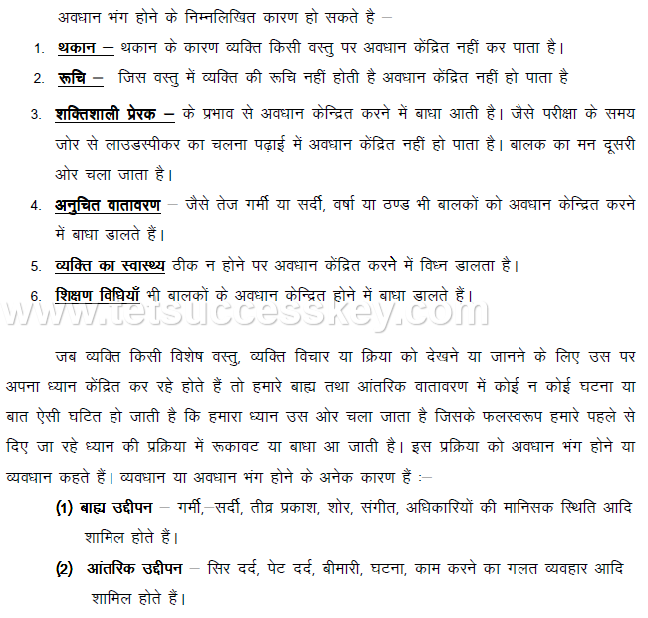 अवधान भंग होने के निम्नलिखित कारण हो सकते है –
1. थकान – थकान के कारण व्यक्ति किसी वस्तु पर अवधान केंद्रित नहीं कर पाता है।
2. रूचि – जिस वस्तु में व्यक्ति की रूचि नहीं होती है अवधान केंद्रित नहीं हो पाता है
3. शक्तिशाली प्रेरक – के प्रभाव से अवधान केन्द्रित करने में बाधा आती है। जैसे परीक्षा के समय
जोर से लाउडस्पीकर का चलना पढ़ाई में अवधान केंद्रित नहीं हो पाता है। बालक का मन दूसरी
ओर चला जाता है।
4. अनुचित वातावरण – जैसे तेज गर्मी या सर्दी, वर्षा या ठण्ड भी बालकों को अवधान केन्द्रित करने
में बाधा डालते हैं।
5. व्यक्ति का स्वास्थ्य ठीक न होने पर अवधान केंद्रित करने में विध्न डालता है।
6. शिक्षण विधियाँ भी बालकों के अवधान केन्द्रित होने में बाधा डालते हैं।
www.tetsuccesskey.com
जब व्यक्ति किसी विशेष वस्तु, व्यक्ति विचार या क्रिया को देखने या जानने के लिए उस पर
अपना ध्यान केंद्रित कर रहे होते हैं तो हमारे बाह्य तथा आंतरिक वातावरण में कोई न कोई घटना या
बात ऐसी घटित हो जाती है कि हमारा ध्यान उस ओर चला जाता है जिसके फलस्वरूप हमारे पहले से
दिए जा रहे ध्यान की प्रक्रिया में रूकावट या बाधा आ जाती है। इस प्रक्रिया को अवधान भंग होने या
व्यवधान कहते हैं। व्यवधान या अवधान भंग होने के अनेक कारण हैं :–
(1) बाह्य उद्दीपन – गर्मी,–सर्दी, तीव्र प्रकाश, शोर, संगीत, अधिकारियों की मानिसक स्थिति आदि
शामिल होते हैं।
(2) आंतरिक उद्दीपन – सिर दर्द, पेट दर्द, बीमारी, घटना, काम करने का गलत व्यवहार आदि
शामिल होते हैं।